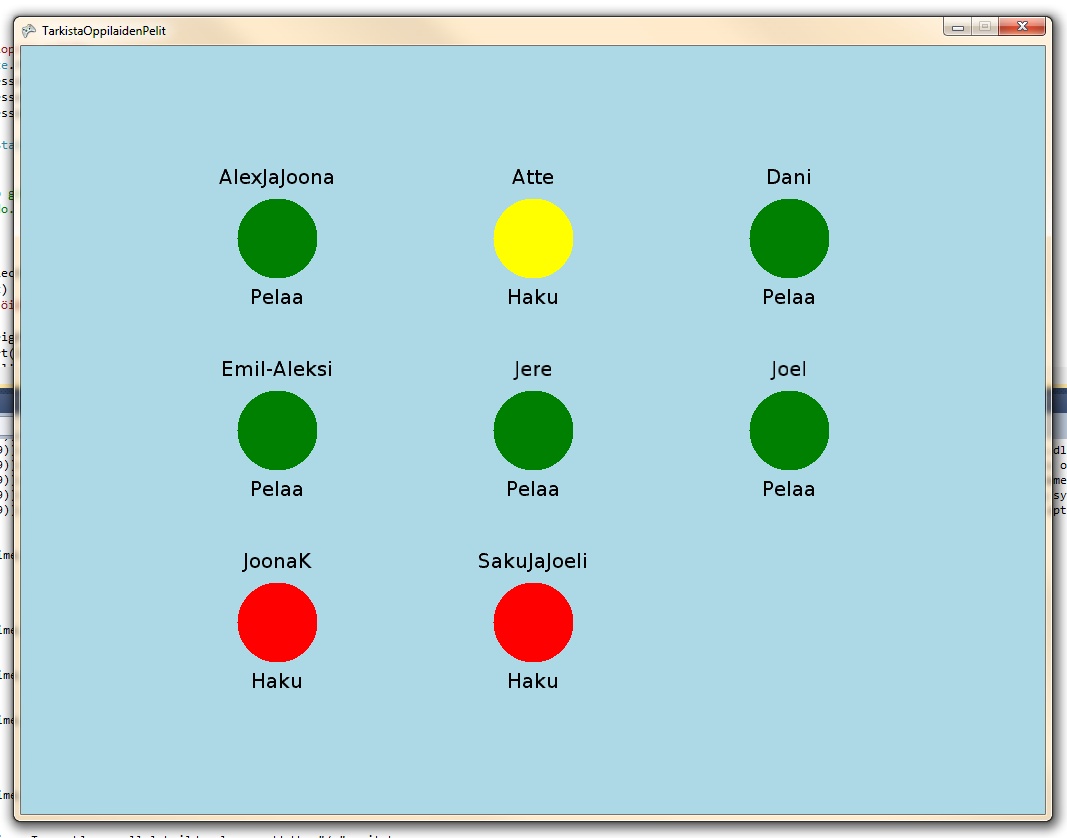 TarkistaOppilaidenPelit
AlexJaJoona
Atte
Dani
Pelaa
Haku
Pelaa
Emil-Aleksi
Jere
Joel
Pelaa
Pelaa
Pelaa
JoonaK
SakuJaJoeli
Haku
Haku